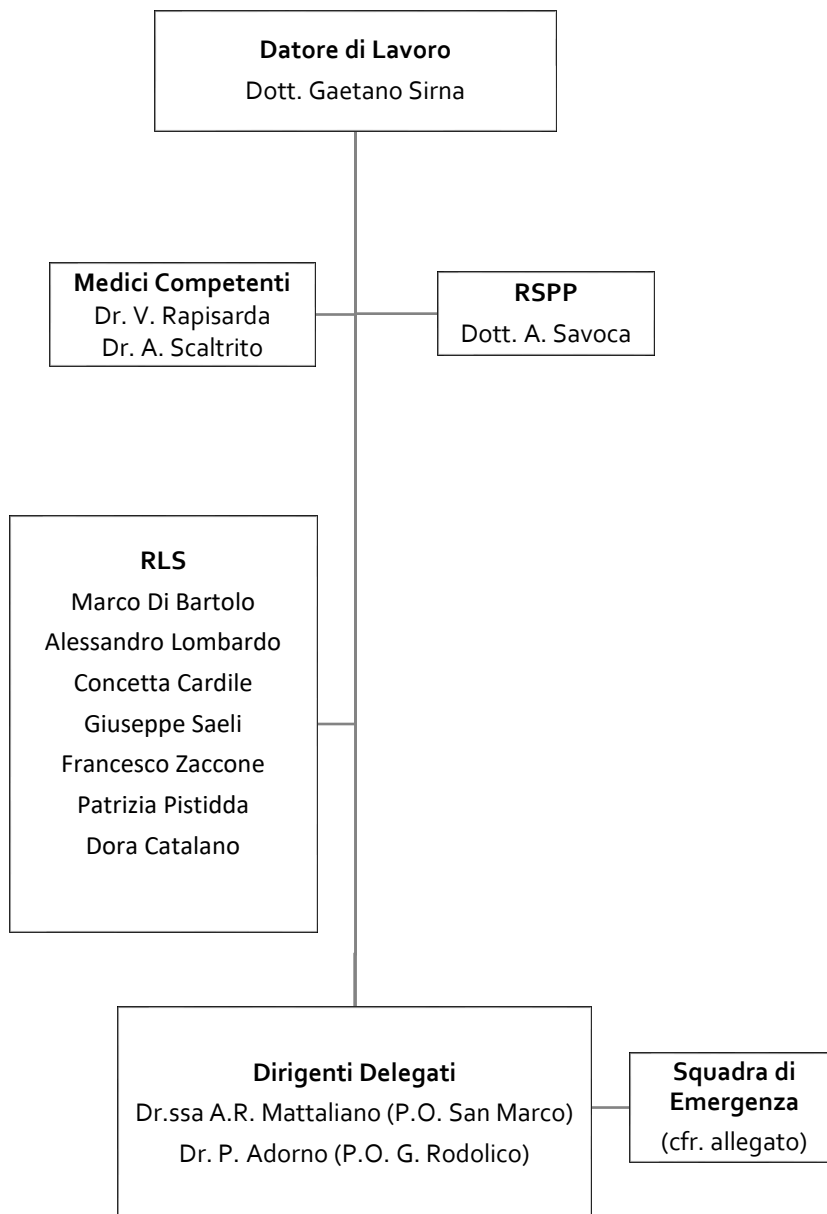 Datore di Lavoro
Dott. Gaetano Sirna
Medici Competenti
Dr. V. Rapisarda
Dr. A. Scaltrito
RSPP
Dott. A. Savoca
RLS
Marco Di Bartolo
Alessandro Lombardo
Concetta Cardile
Giuseppe Saeli
Francesco Zaccone
Patrizia Pistidda
Dora Catalano
Dirigenti Delegati
Dr.ssa A.R. Mattaliano (P.O. San Marco)
Dr. P. Adorno (P.O. G. Rodolico)
Squadra di
Emergenza
(cfr. allegato)